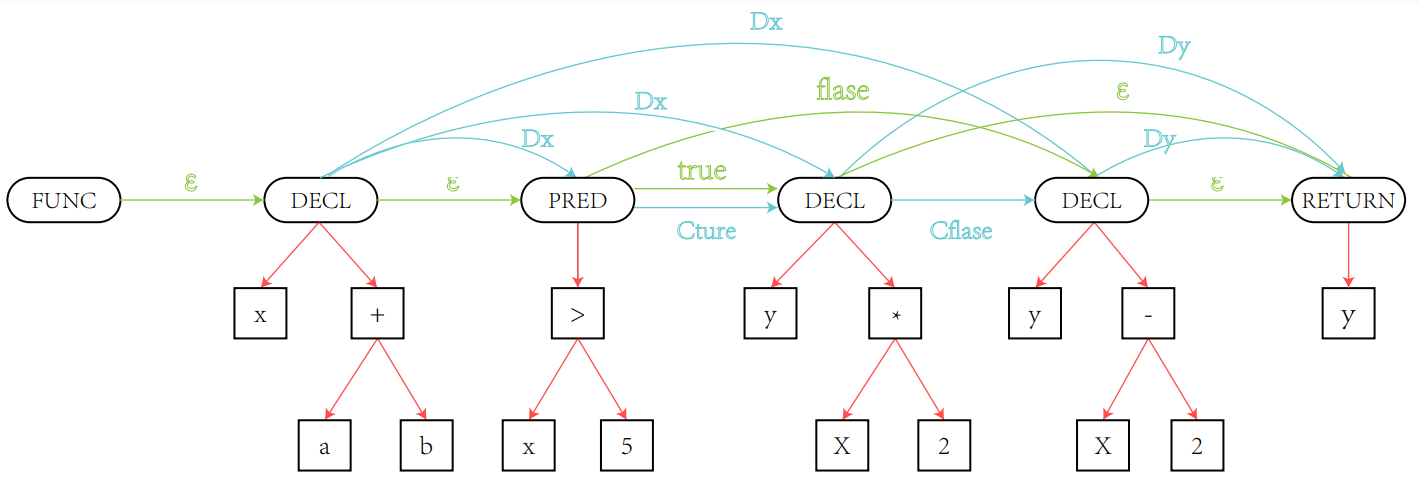 Dx
Dy
flase
ε
Dx
Dx
Dy
true
ε
ε
ε
FUNC
DECL
PRED
DECL
DECL
RETURN
Cture
Cflase
x
+
>
y
*
y
-
y
a
b
x
5
X
2
X
2